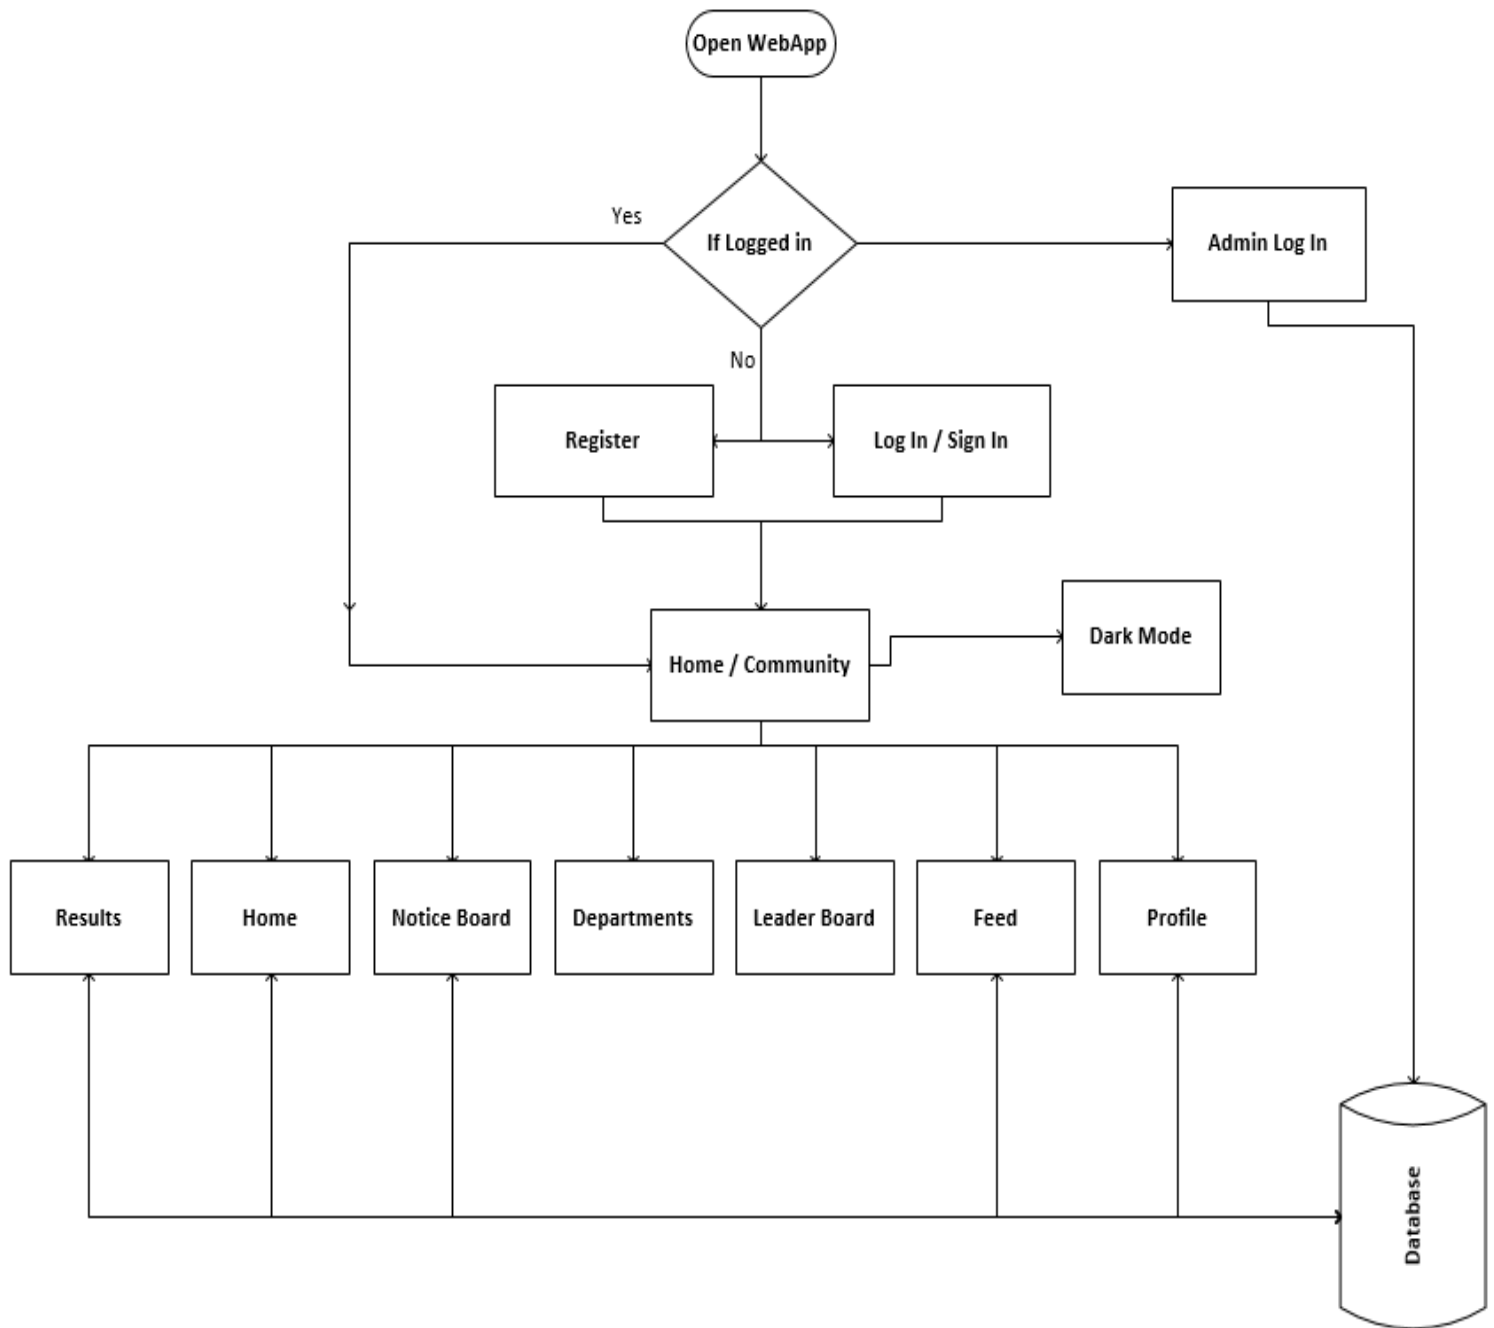 Open WebApp
Yes
If Logged in
Admin Log In
No
Register
Log In / Sign In
Dark Mode
Home / Community
Results
Home
Notice Board
Departments
Leader Board
Feed
Profile
Database